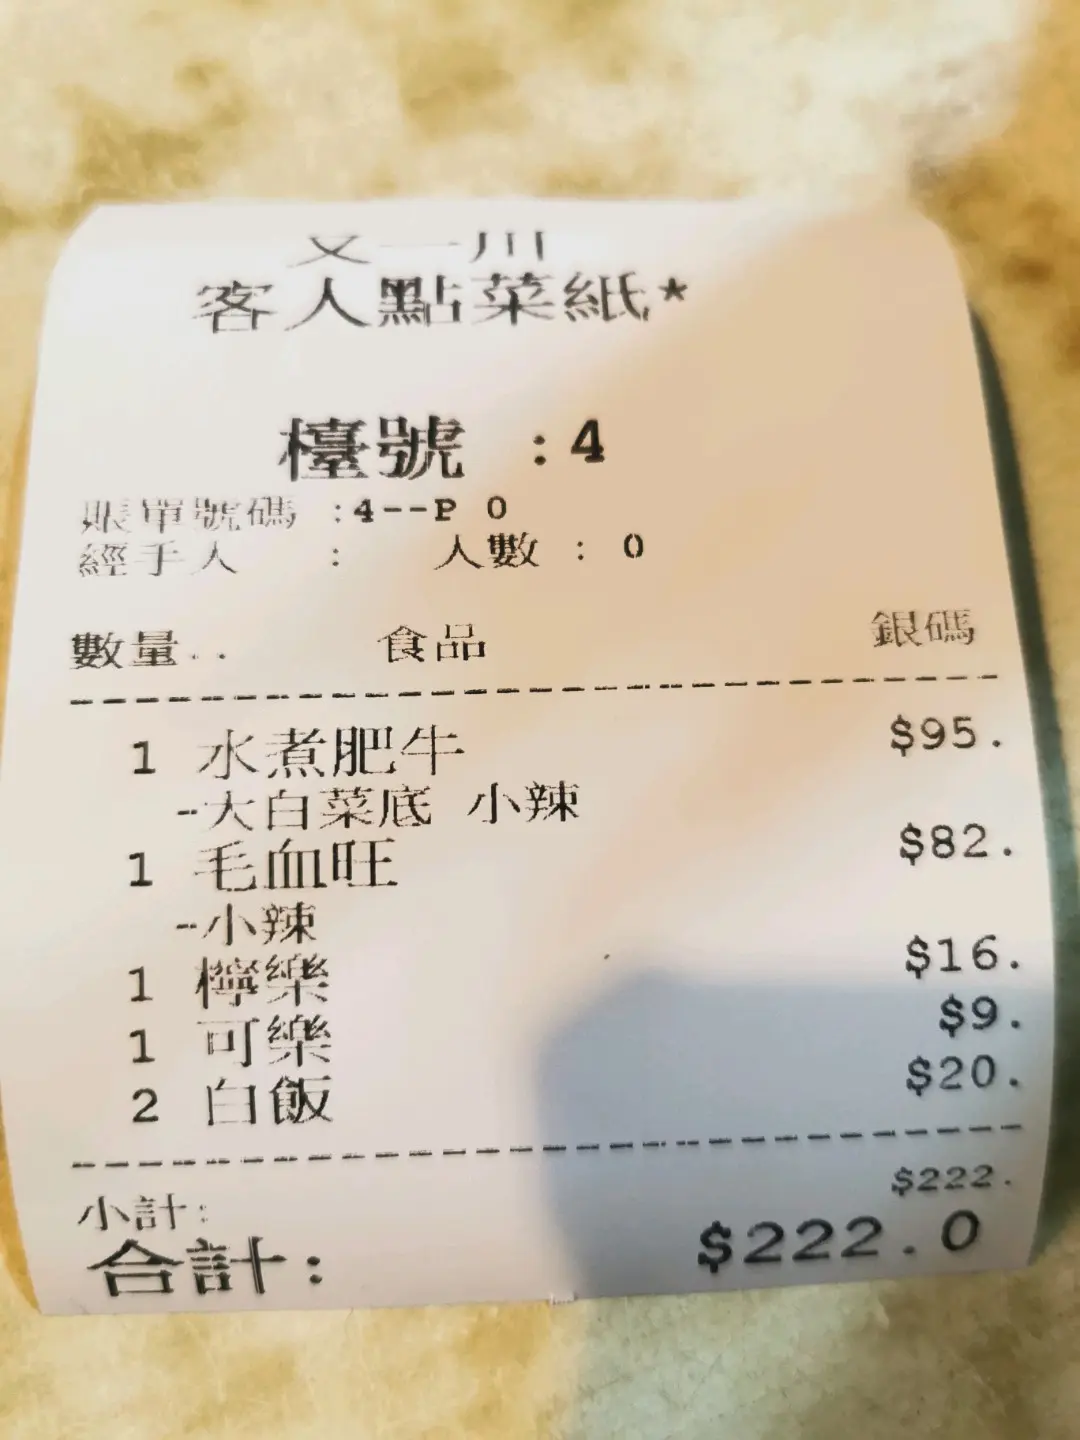 又一川
客人點菜紙*
檯號 :4
賬單號碼 :4--P 0
經手人 : 人數 : 0
數量.. 食品 銀碼
1 水煮肥牛 $95.
-大白菜底 小辣
1 毛血旺 $82.
-小辣
1 檸樂 $16.
1 可樂 $9.
2 白飯 $20.
小計: $222.
合計: $222.0